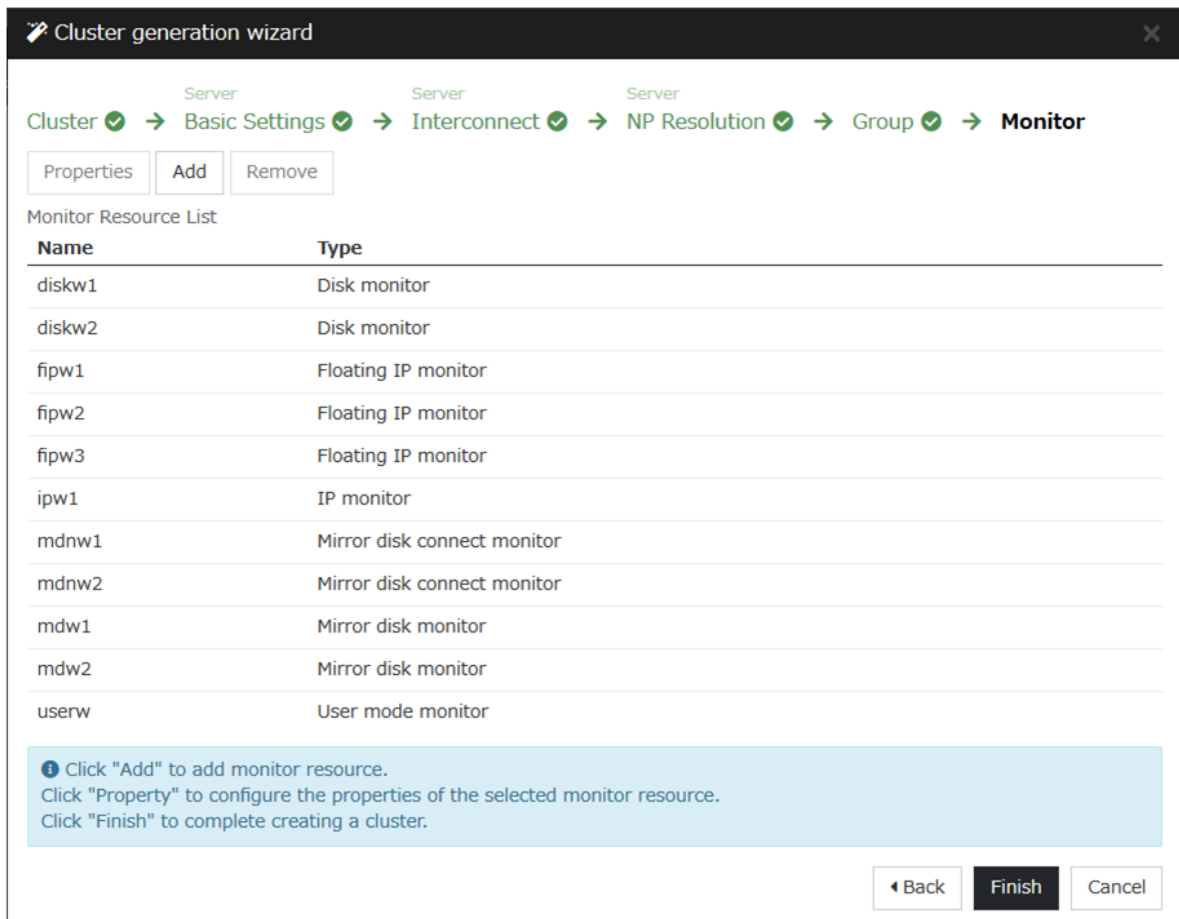 Cluster generation wizard
Server Server Server
Cluster → Basic Settings → Interconnect → NP Resolution → Group → Monitor
Properties Add Remove
Monitor Resource List
Name Type
diskw1 Disk monitor
diskw2 Disk monitor
fipw1 Floating IP monitor
fipw2 Floating IP monitor
fipw3 Floating IP monitor
ipw1 IP monitor
mdnw1 Mirror disk connect monitor
mdnw2 Mirror disk connect monitor
mdw1 Mirror disk monitor
mdw2 Mirror disk monitor
userw User mode monitor
Click "Add" to add monitor resource.
Click "Property" to configure the properties of the selected monitor resource.
Click "Finish" to complete creating a cluster.
Back Finish Cancel